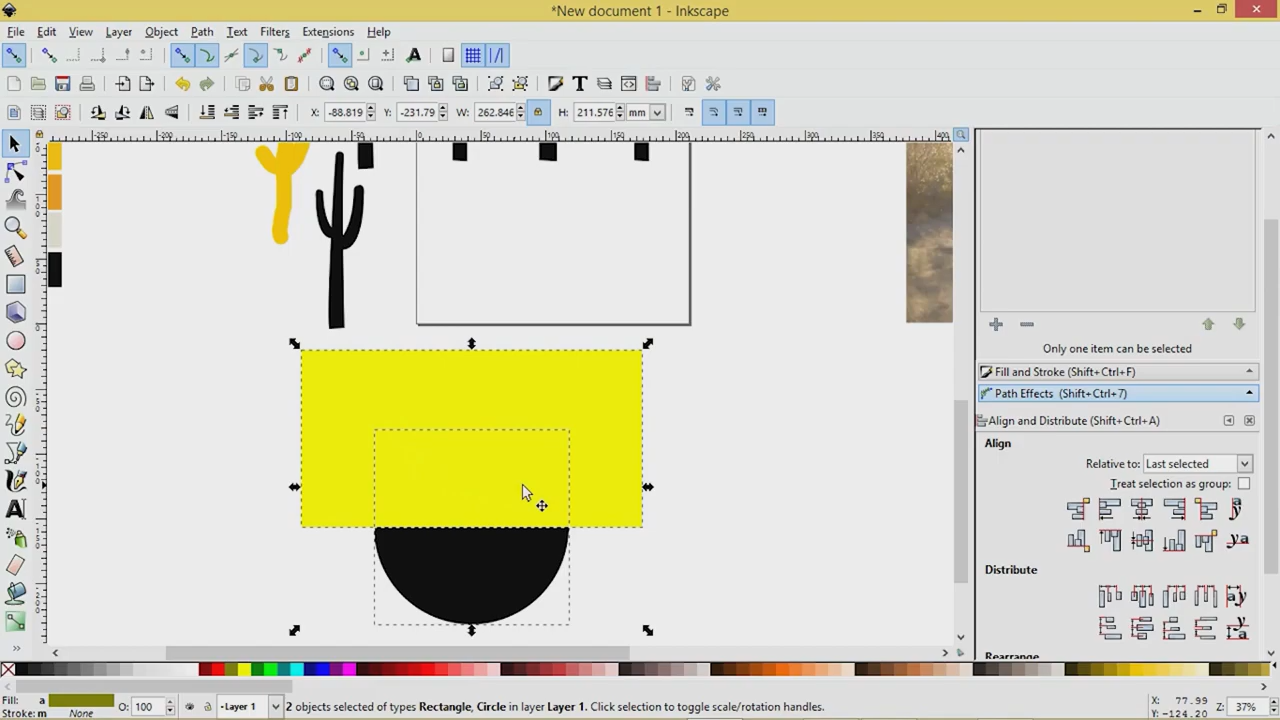 *New document 1 - Inkscape
File Edit View Layer Object Path Text Filters Extensions Help
X: -88.819 Y: -231.79 W: 262.846 H: 211.576 mm
Only one item can be selected
Fill and Stroke (Shift+Ctrl+F)
Path Effects (Shift+Ctrl+7)
Align and Distribute (Shift+Ctrl+A)
Align
Relative to: Last selected
Treat selection as group:
Distribute
Fill: a
O: 100
Layer 1
2 objects selected of types Rectangle, Circle in layer Layer 1. Click selection to toggle scale/rotation handles.
X: 77.99
Z: 37%
Stroke: m None
Y: -124.20